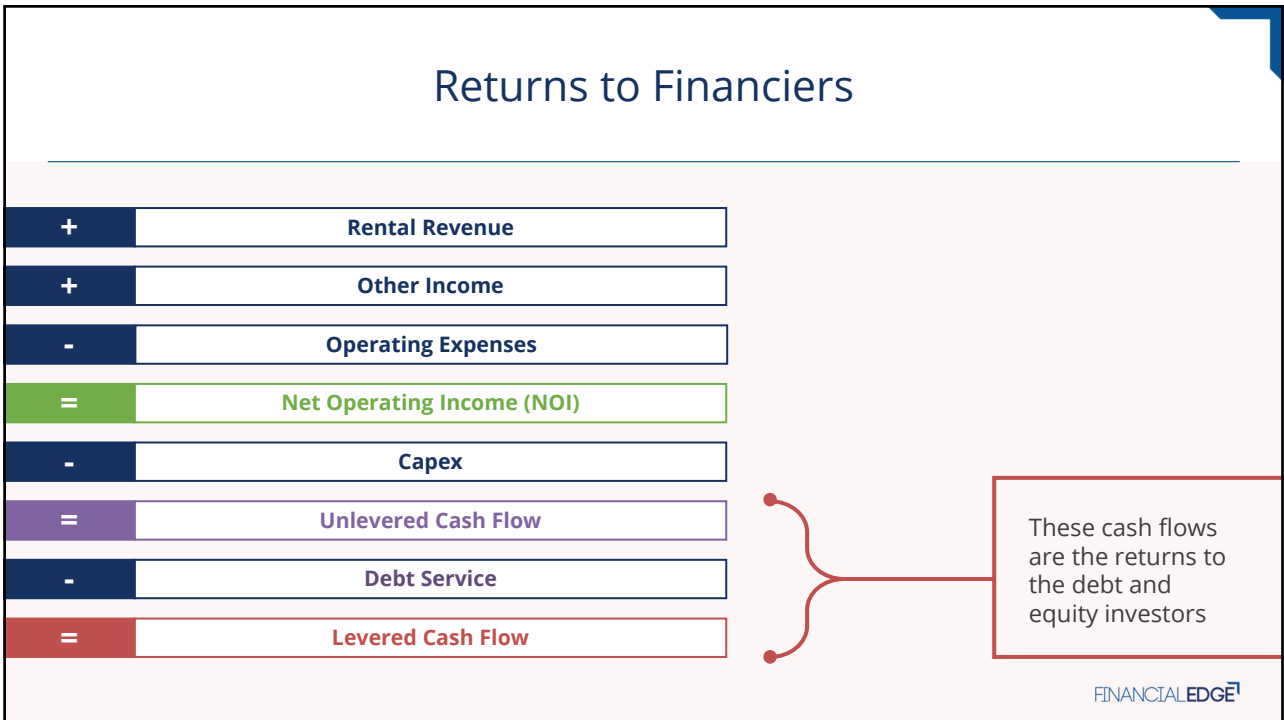 Returns to Financiers
+ Rental Revenue
+ Other Income
- Operating Expenses
= Net Operating Income (NOI)
- Capex
= Unlevered Cash Flow
- Debt Service
= Levered Cash Flow
These cash flows
are the returns to
the debt and
equity investors
FINANCIALEDGE